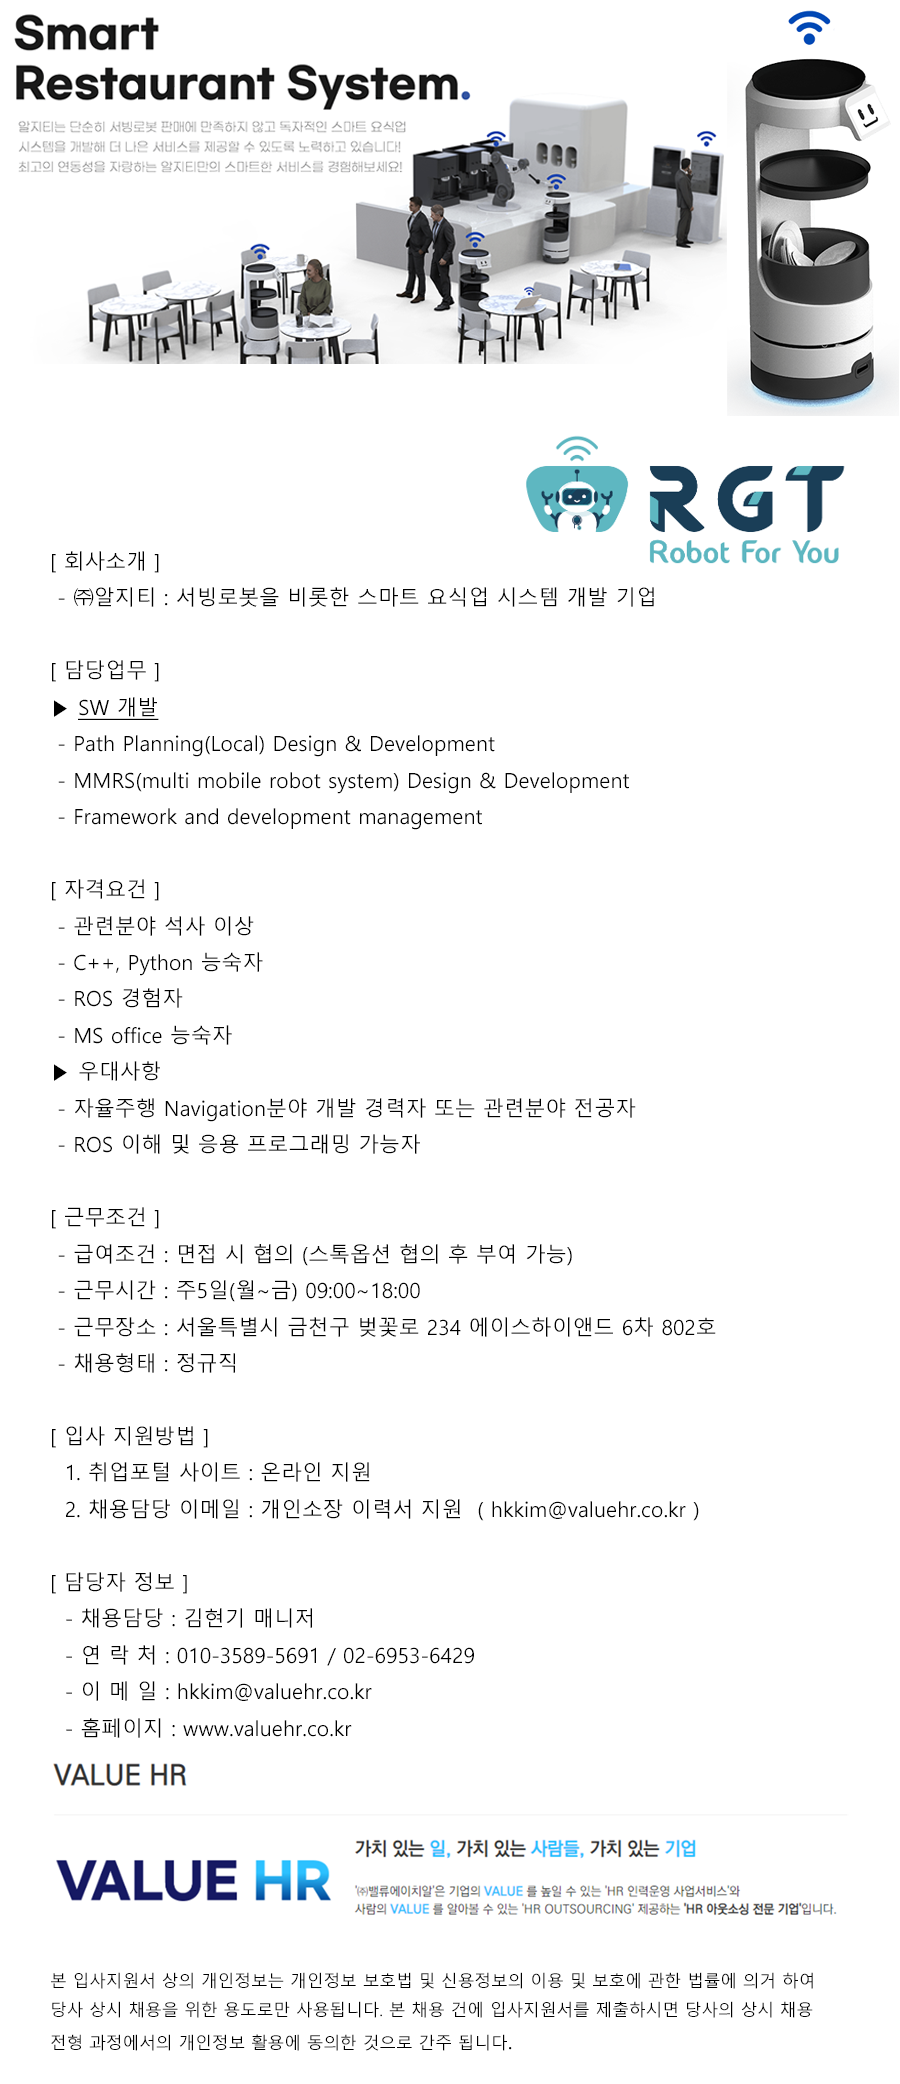 Smart
Restaurant System.
알지티는 단순히 서빙로봇 판매에 만족하지 않고 독자적인 스마트 요식업
시스템을 개발해 더 나은 서비스를 제공할 수 있도록 노력하고 있습니다!
최고의 연동성을 자랑하는 알지티만의 스마트한 서비스를 경험해보세요!
RGT
Robot For You
[ 회사소개 ]
- ㈜알지티 : 서빙로봇을 비롯한 스마트 요식업 시스템 개발 기업
[ 담당업무 ]
▶ SW 개발
- Path Planning(Local) Design & Development
- MMRS(multi mobile robot system) Design & Development
- Framework and development management
[ 자격요건 ]
- 관련분야 석사 이상
- C++, Python 능숙자
- ROS 경험자
- MS office 능숙자
▶ 우대사항
- 자율주행 Navigation분야 개발 경력자 또는 관련분야 전공자
- ROS 이해 및 응용 프로그래밍 가능자
[ 근무조건 ]
- 급여조건 : 면접 시 협의 (스톡옵션 협의 후 부여 가능)
- 근무시간 : 주5일(월~금) 09:00~18:00
- 근무장소 : 서울특별시 금천구 벚꽃로 234 에이스하이앤드 6차 802호
- 채용형태 : 정규직
[ 입사 지원방법 ]
1. 취업포털 사이트 : 온라인 지원
2. 채용담당 이메일 : 개인소장 이력서 지원 ( hkkim@valuehr.co.kr )
[ 담당자 정보 ]
- 채용담당 : 김현기 매니저
- 연 락 처 : 010-3589-5691 / 02-6953-6429
- 이 메 일 : hkkim@valuehr.co.kr
- 홈페이지 : www.valuehr.co.kr
VALUE HR
VALUE HR
가치 있는 일, 가치 있는 사람들, 가치 있는 기업
'㈜밸류에이치알'은 기업의 VALUE 를 높일 수 있는 'HR 인력운영 사업서비스'와
사람의 VALUE 를 알아볼 수 있는 'HR OUTSOURCING' 제공하는 'HR 아웃소싱 전문 기업'입니다.
본 입사지원서 상의 개인정보는 개인정보 보호법 및 신용정보의 이용 및 보호에 관한 법률에 의거 하여
당사 상시 채용을 위한 용도로만 사용됩니다. 본 채용 건에 입사지원서를 제출하시면 당사의 상시 채용
전형 과정에서의 개인정보 활용에 동의한 것으로 간주 됩니다.